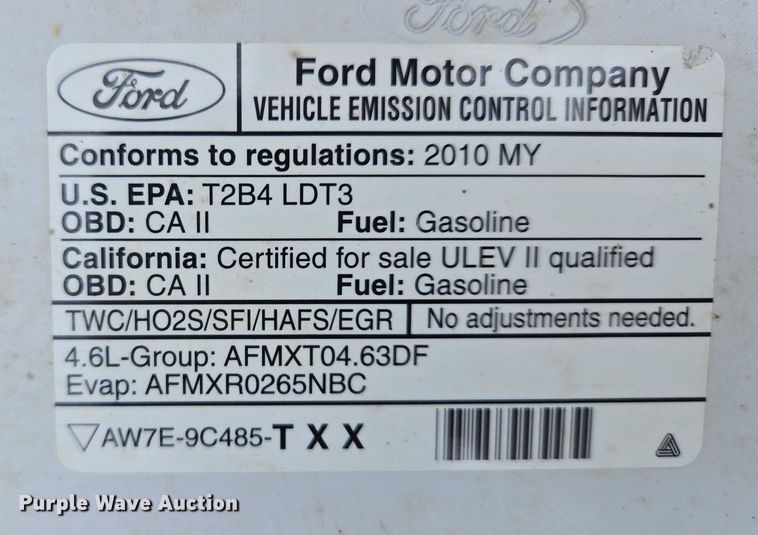 Ford
Ford
Ford Motor Company
VEHICLE EMISSION CONTROL INFORMATION
Conforms to regulations: 2010 MY
U.S. EPA: T2B4 LDT3
OBD: CA II Fuel: Gasoline
California: Certified for sale ULEV II qualified
OBD: CA II Fuel: Gasoline
TWC/HO2S/SFI/HAFS/EGR No adjustments needed.
4.6L-Group: AFMXT04.63DF
Evap: AFMXR0265NBC
AW7E-9C485-T X X
Purple Wave Auction